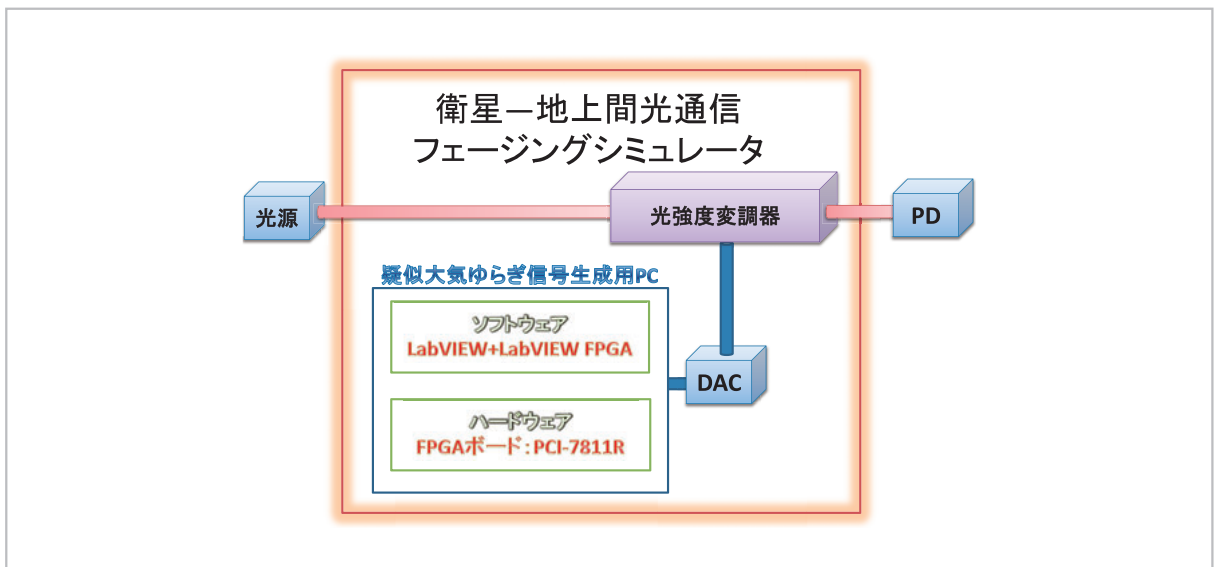 衛星―地上間光通信
フェージングシミュレータ
光源
光強度変調器
PD
疑似大気ゆらぎ信号生成用PC
ソフトウェア
LabVIEW+LabVIEW FPGA
DAC
ハードウェア
FPGAボード：PCI-7811R